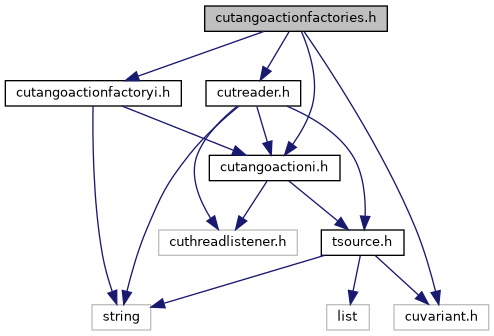 cutangoactionfactories.h
cutangoactionfactoryi.h
cutreader.h
cutangoactioni.h
cuthreadlistener.h
tsource.h
string
list
cuvariant.h